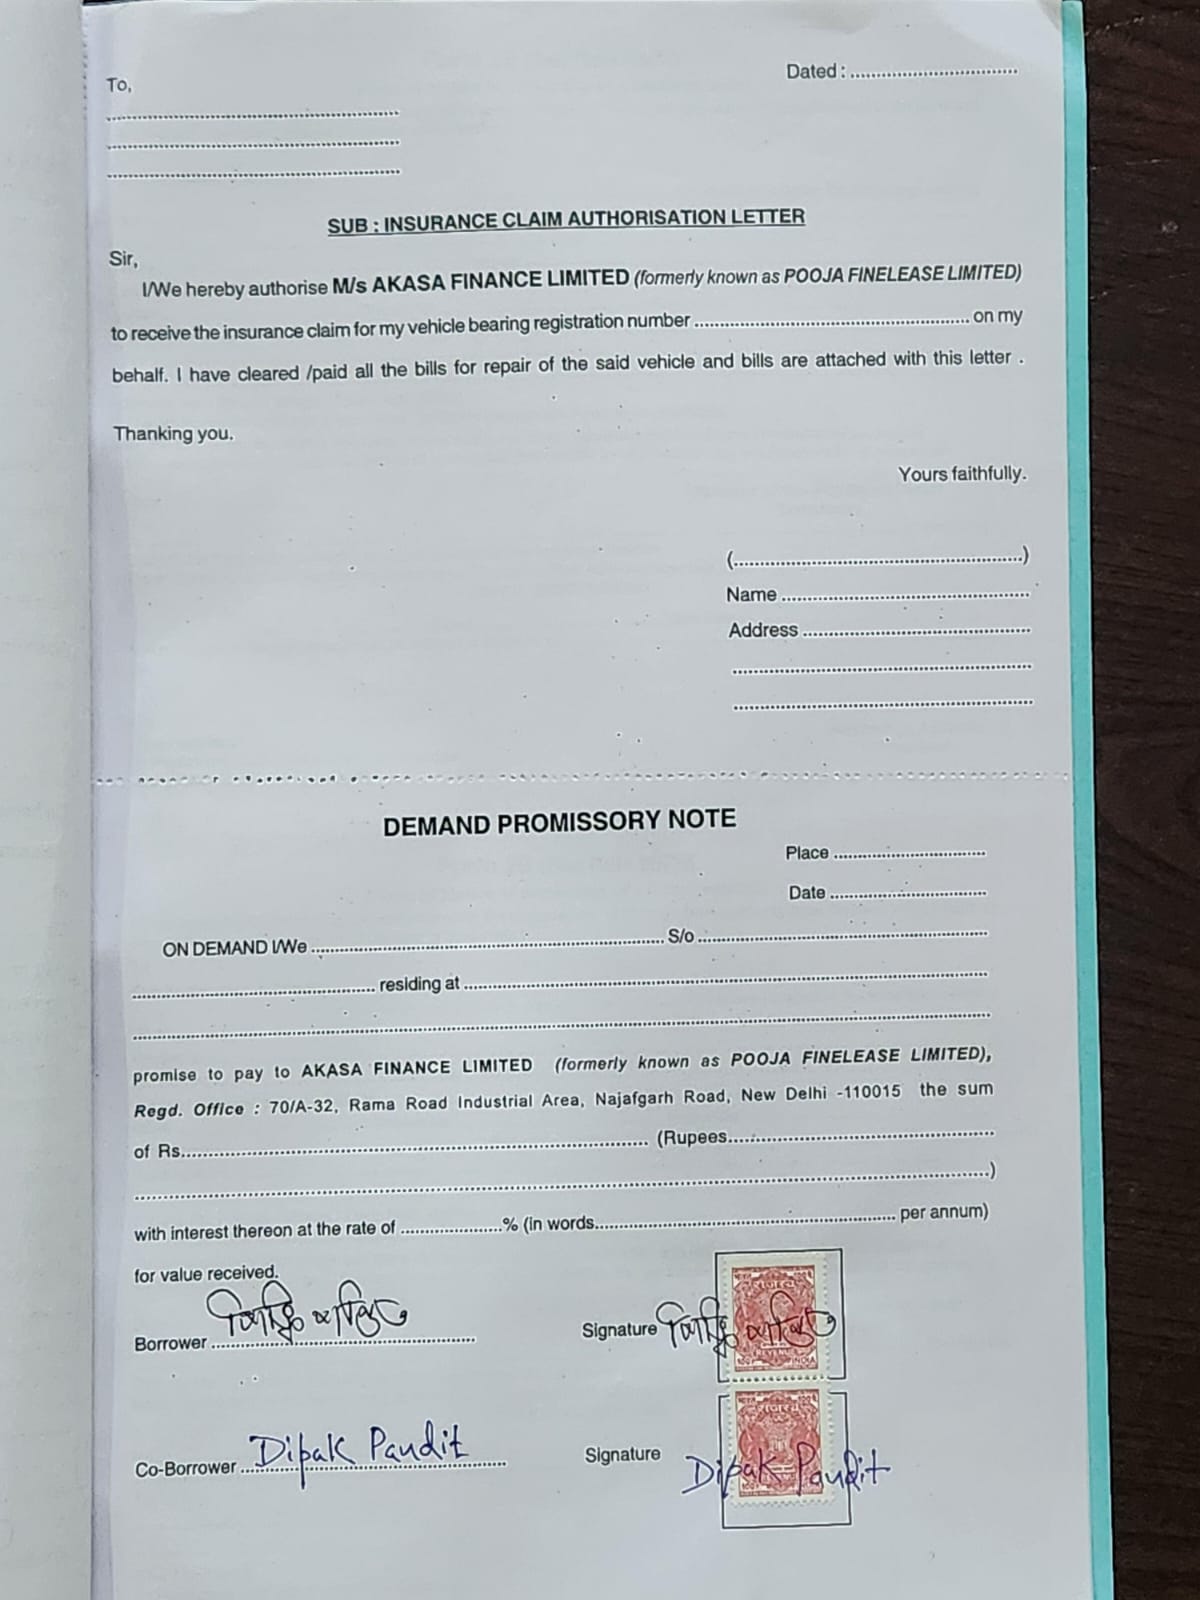 Dated : ................................
To,
............................................................
............................................................
............................................................
SUB : INSURANCE CLAIM AUTHORISATION LETTER
Sir,
I/We hereby authorise M/s AKASA FINANCE LIMITED (formerly known as POOJA FINELEASE LIMITED)
to receive the insurance claim for my vehicle bearing registration number .................................................... on my
behalf. I have cleared /paid all the bills for repair of the said vehicle and bills are attached with this letter .
Thanking you.
Yours faithfully.
(.......................................................)
Name ................................................
Address ...........................................
............................................................
............................................................
DEMAND PROMISSORY NOTE
Place ..............................
Date ..............................
ON DEMAND I/We .................................................................... S/o .......................................................
.............................................. residing at ....................................................................................................
....................................................................................................................................................................
promise to pay to AKASA FINANCE LIMITED (formerly known as POOJA FINELEASE LIMITED),
Regd. Office : 70/A-32, Rama Road Industrial Area, Najafgarh Road, New Delhi -110015 the sum
of Rs.......................................................................................... (Rupees....................................................
....................................................................................................................................................................)
with interest thereon at the rate of ....................% (in words.......................................................... per annum)
for value received.
Borrower ..................................................
Signature
REVENUE
INDIA
Co-Borrower Dipak Pandit
Signature Dipak Pandit